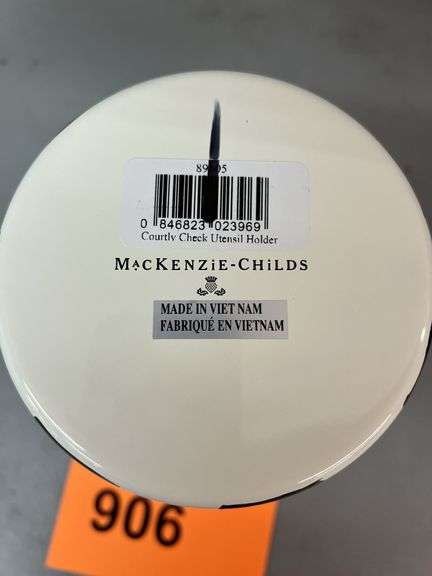 0 846823 023969
Courtly Check Utensil Holder
MACKENZiE-CHiLDS
MADE IN VIET NAM
FABRIQUÉ EN VIETNAM
906